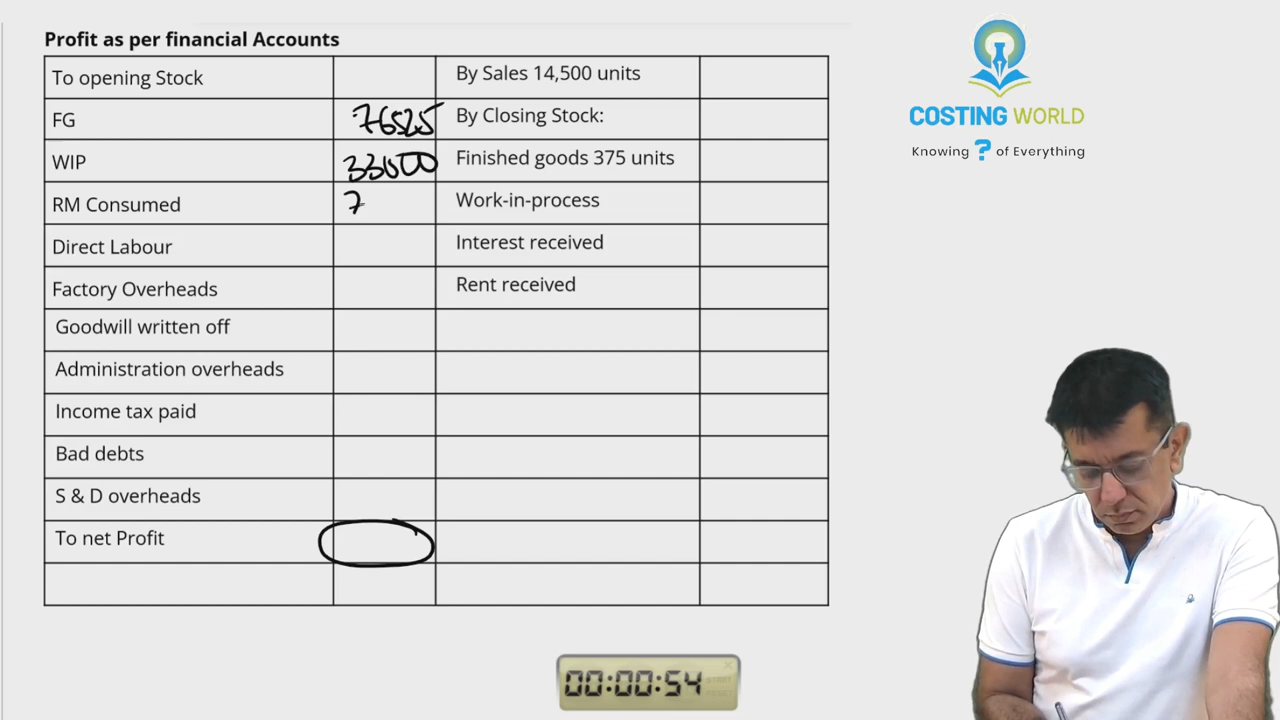 Profit as per financial Accounts
To opening Stock
By Sales 14,500 units
FG
76525
By Closing Stock:
WIP
33000
Finished goods 375 units
RM Consumed
7
Work-in-process
Direct Labour
Interest received
Factory Overheads
Rent received
Goodwill written off
Administration overheads
Income tax paid
Bad debts
S & D overheads
To net Profit
COSTING WORLD
Knowing ? of Everything
00:00:54